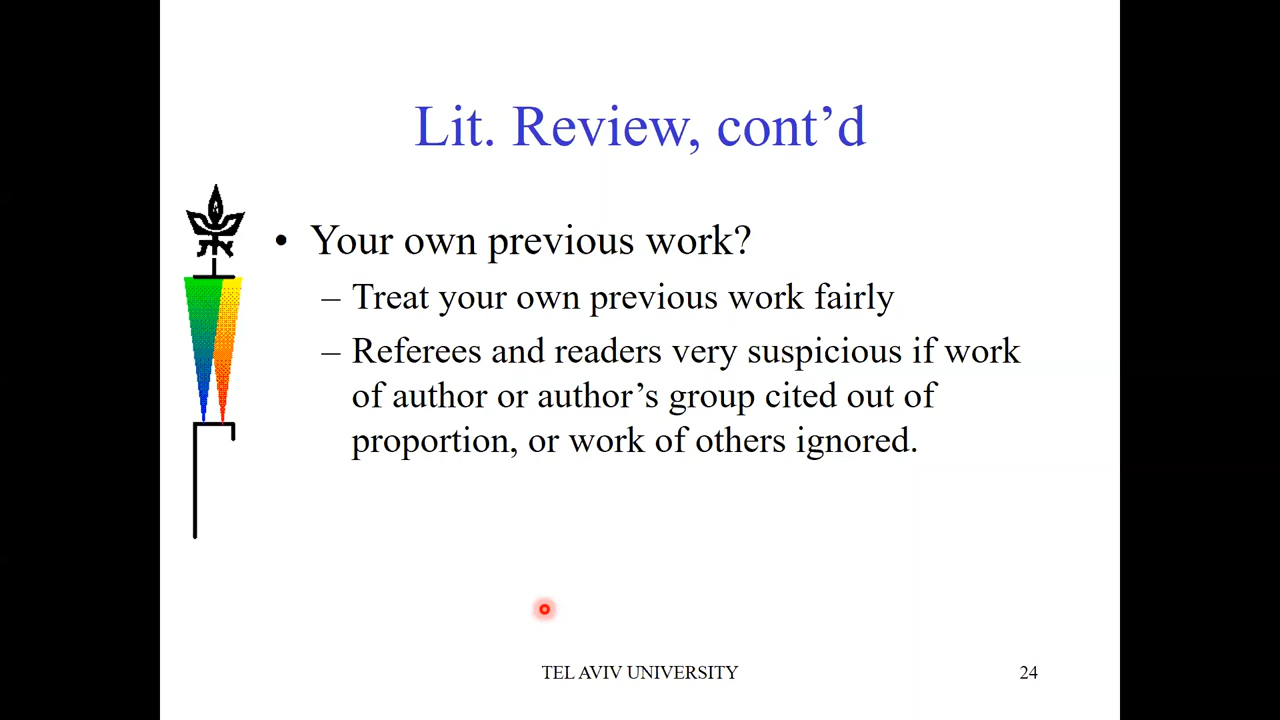 Lit. Review, cont’d
• Your own previous work?
– Treat your own previous work fairly
– Referees and readers very suspicious if work
of author or author’s group cited out of
proportion, or work of others ignored.
TEL AVIV UNIVERSITY
24